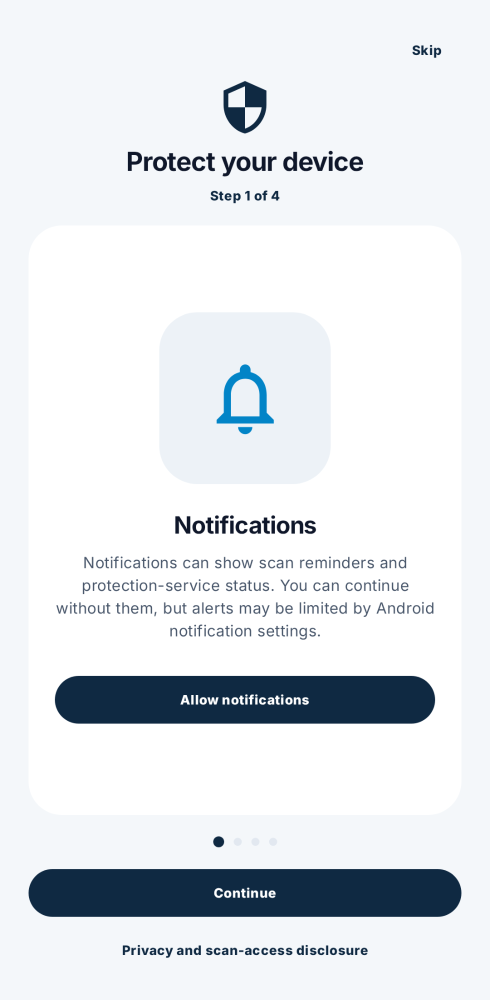 Skip
Protect your device
Step 1 of 4
Notifications
Notifications can show scan reminders and
protection-service status. You can continue
without them, but alerts may be limited by Android
notification settings.
Allow notifications
Continue
Privacy and scan-access disclosure